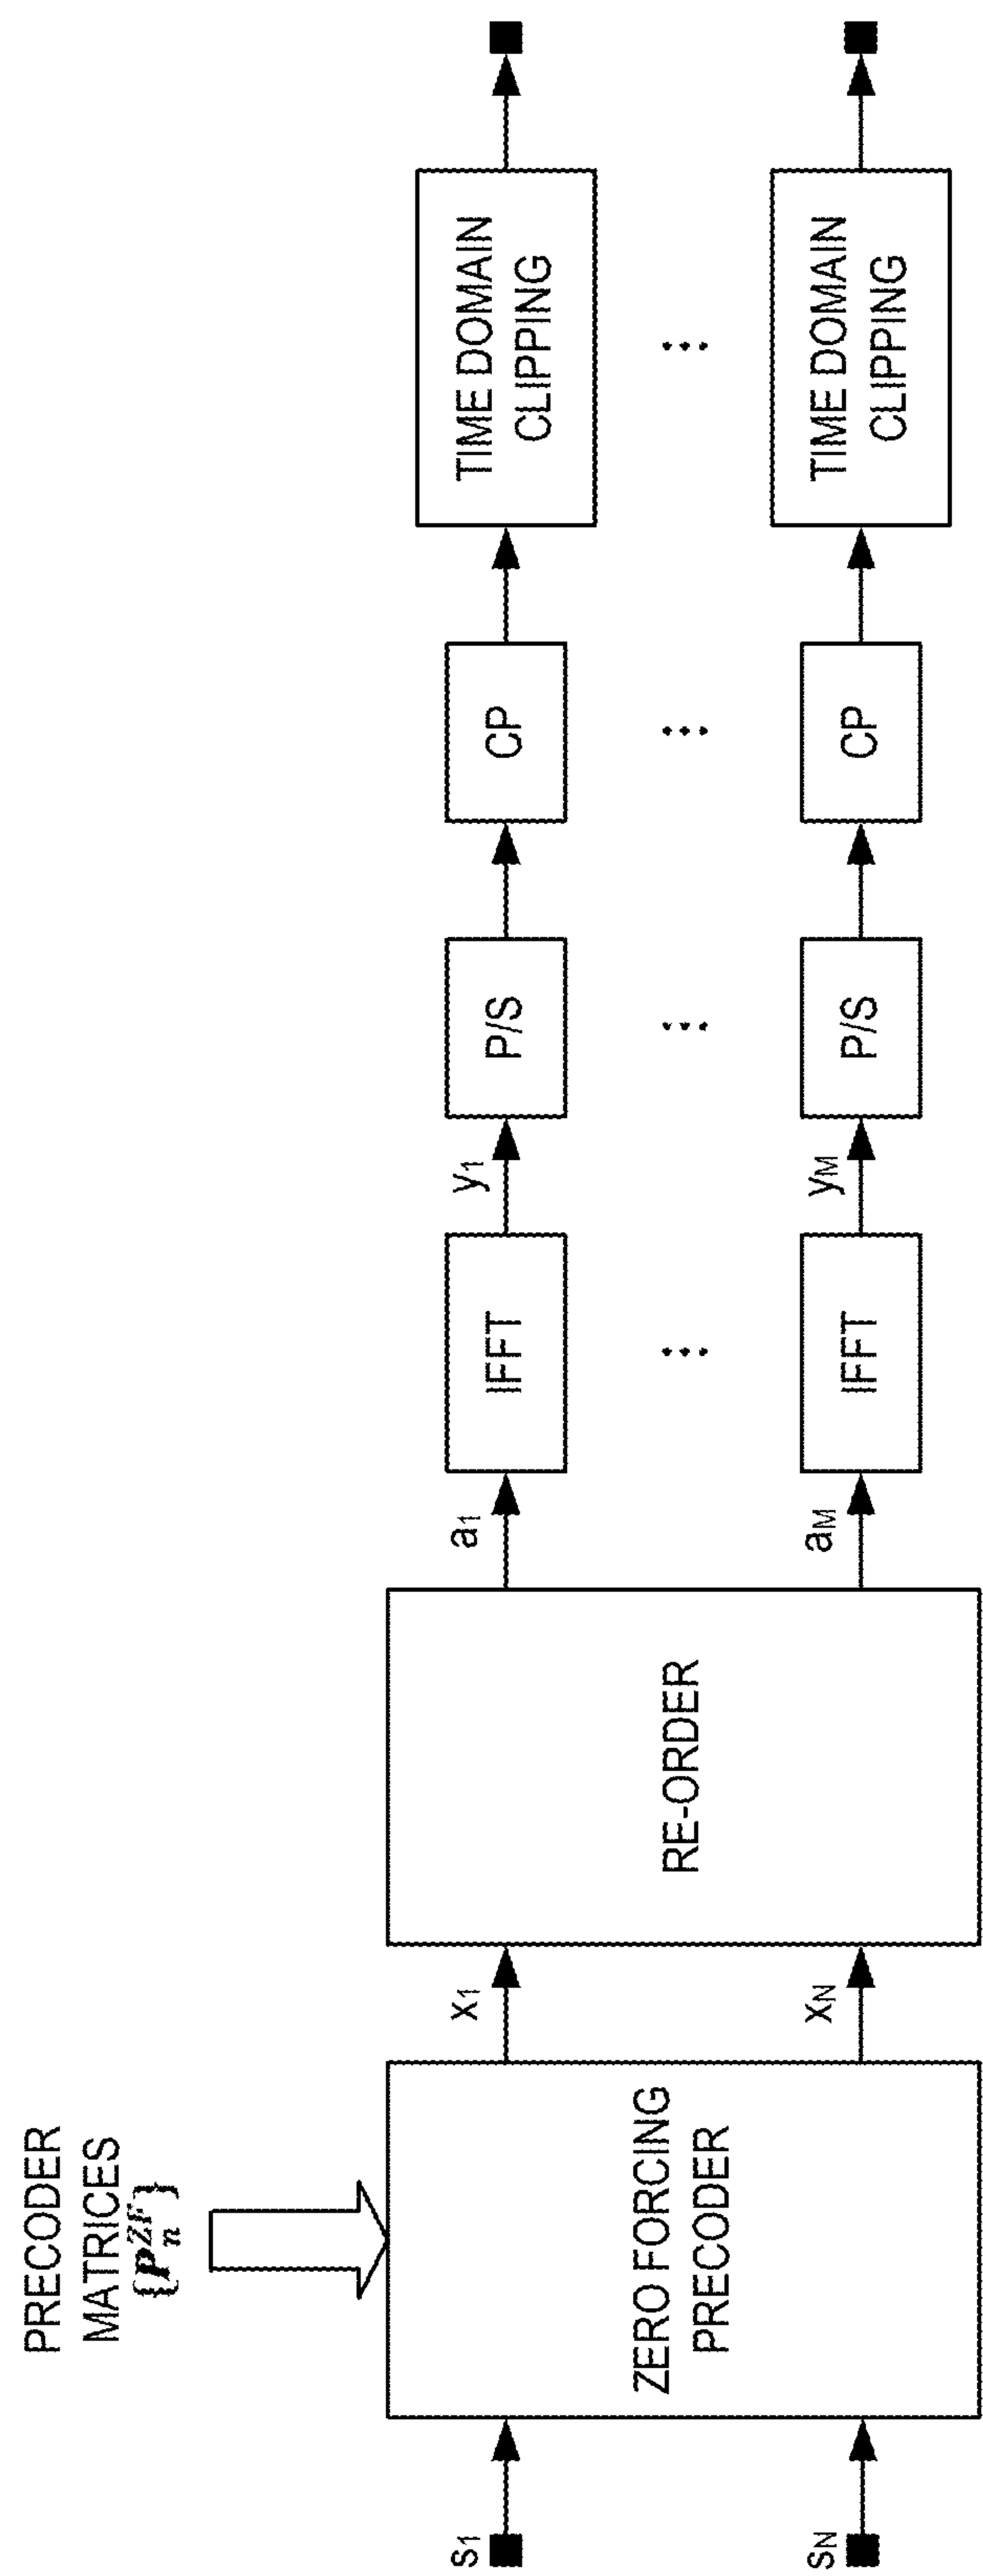 PRECODER
MATRICES
{P_n^{ZF}}
s1
sN
ZERO FORCING
PRECODER
x1
xN
RE-ORDER
a1
aM
IFFT
⋮
IFFT
y1
yM
P/S
⋮
P/S
CP
⋮
CP
TIME DOMAIN
CLIPPING
⋮
TIME DOMAIN
CLIPPING